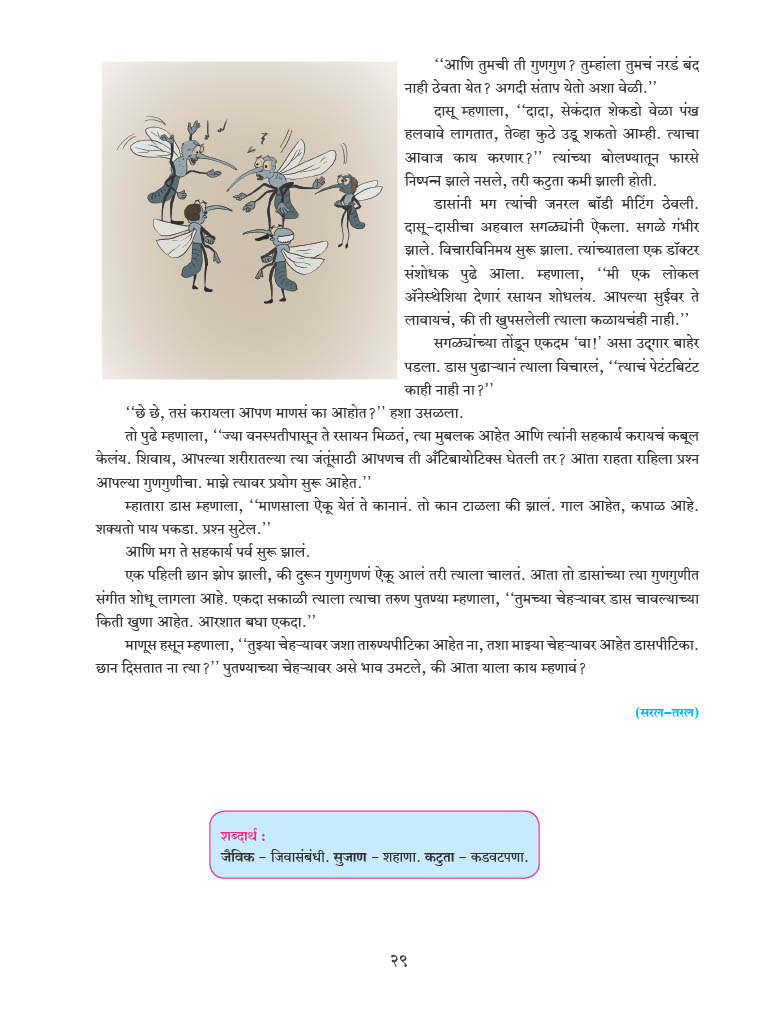 ‘‘आणि तुमची ती गुणगुण? तुम्हांला तुमचं नरडं बंद
नाही ठेवता येत? अगदी संताप येतो अशा वेळी.’’
दासू म्हणाला, ‘‘दादा, सेकंदात शेकडो वेळा पंख
हलवावे लागतात, तेव्हा कुठे उडू शकतो आम्ही. त्याचा
आवाज काय करणार?’’ त्यांच्या बोलण्यातून फारसे
निष्पन्न झाले नसले, तरी कटुता कमी झाली होती.
डासांनी मग त्यांची जनरल बॉडी मीटिंग ठेवली.
दासू-दासीचा अहवाल सगळ्यांनी ऐकला. सगळे गंभीर
झाले. विचारविनिमय सुरू झाला. त्यांच्यातला एक डॉक्टर
संशोधक पुढे आला. म्हणाला, ‘‘मी एक लोकल
ॲनेस्थेशिया देणारं रसायन शोधलंय. आपल्या सुईवर ते
लावायचं, की ती खुपसलेली त्याला कळायचंही नाही.’’
सगळ्यांच्या तोंडून एकदम ‘वा!’ असा उद्‌गार बाहेर
पडला. डास पुढाऱ्यानं त्याला विचारलं, ‘‘त्याचं पेटंटबिटंट
काही नाही ना?’’
‘‘छे छे, तसं करायला आपण माणसं का आहोत?’’ हशा उसळला.
तो पुढे म्हणाला, ‘‘ज्या वनस्पतीपासून ते रसायन मिळतं, त्या मुबलक आहेत आणि त्यांनी सहकार्य करायचं कबूल
केलंय. शिवाय, आपल्या शरीरातल्या त्या जंतूंसाठी आपणच ती अँटिबायोटिक्स घेतली तर? आता राहता राहिला प्रश्न
आपल्या गुणगुणीचा. माझे त्यावर प्रयोग सुरू आहेत.’’
म्हातारा डास म्हणाला, ‘‘माणसाला ऐकू येतं ते कानानं. तो कान टाळला की झालं. गाल आहेत, कपाळ आहे.
शक्यतो पाय पकडा. प्रश्न सुटेल.’’
आणि मग ते सहकार्य पर्व सुरू झालं.
एक पहिली छान झोप झाली, की दुरून गुणगुणणं ऐकू आलं तरी त्याला चालतं. आता तो डासांच्या त्या गुणगुणीत
संगीत शोधू लागला आहे. एकदा सकाळी त्याला त्याचा तरुण पुतण्या म्हणाला, ‘‘तुमच्या चेहऱ्यावर डास चावल्याच्या
किती खुणा आहेत. आरशात बघा एकदा.’’
माणूस हसून म्हणाला, ‘‘तुझ्या चेहऱ्यावर जशा तारुण्यपीटिका आहेत ना, तशा माझ्या चेहऱ्यावर आहेत डासपीटिका.
छान दिसतात ना त्या?’’ पुतण्याच्या चेहऱ्यावर असे भाव उमटले, की आता याला काय म्हणावं?
(सरल-तरल)
शब्दार्थ :
जैविक - जिवासंबंधी. सुजाण - शहाणा. कटुता - कडवटपणा.
२९